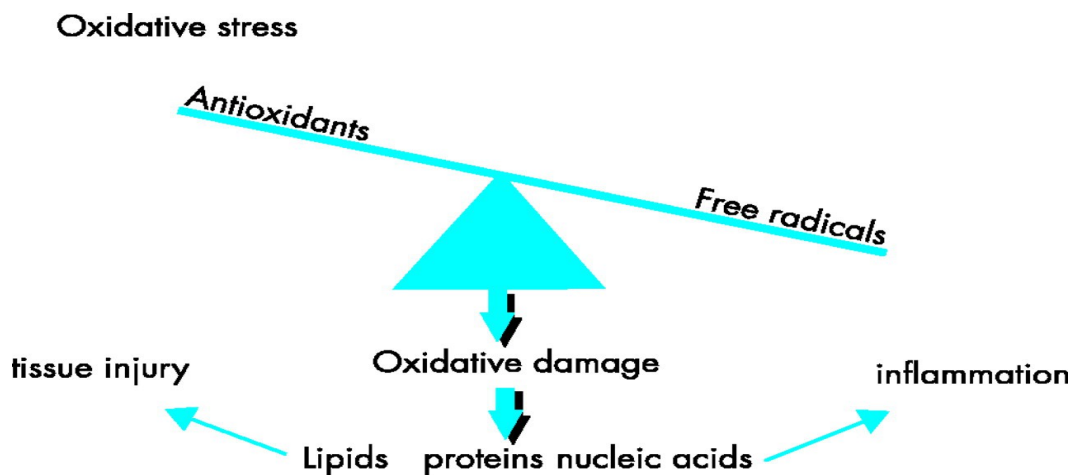 Oxidative stress
Antioxidants
Free radicals
Oxidative damage
tissue injury
inflammation
Lipids proteins nucleic acids